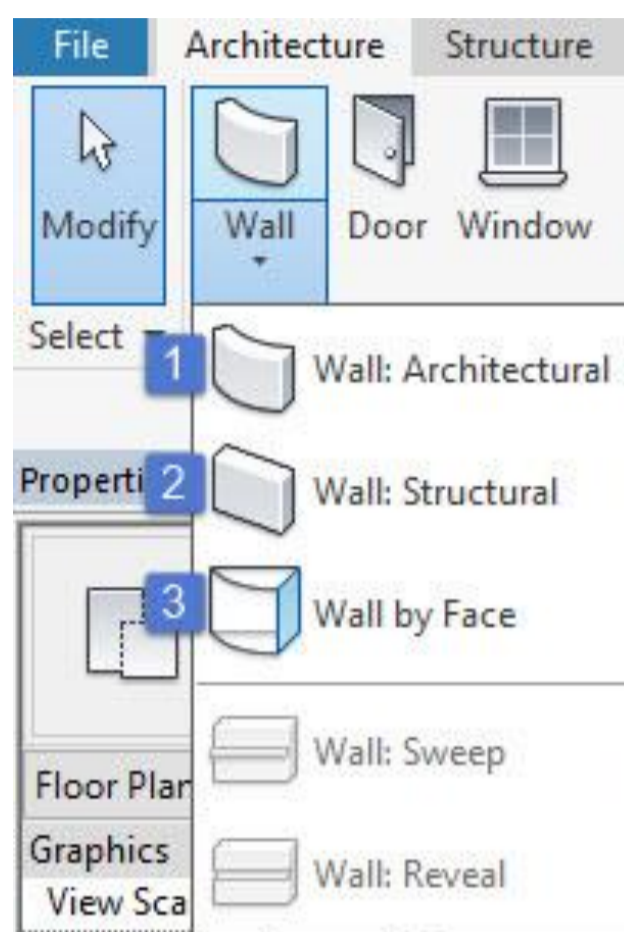 File Architecture Structure
Modify Wall Door Window
Select
1 Wall: Architectural
Properti 2 Wall: Structural
3 Wall by Face
Wall: Sweep
Floor Plan
Graphics
Wall: Reveal
View Sca